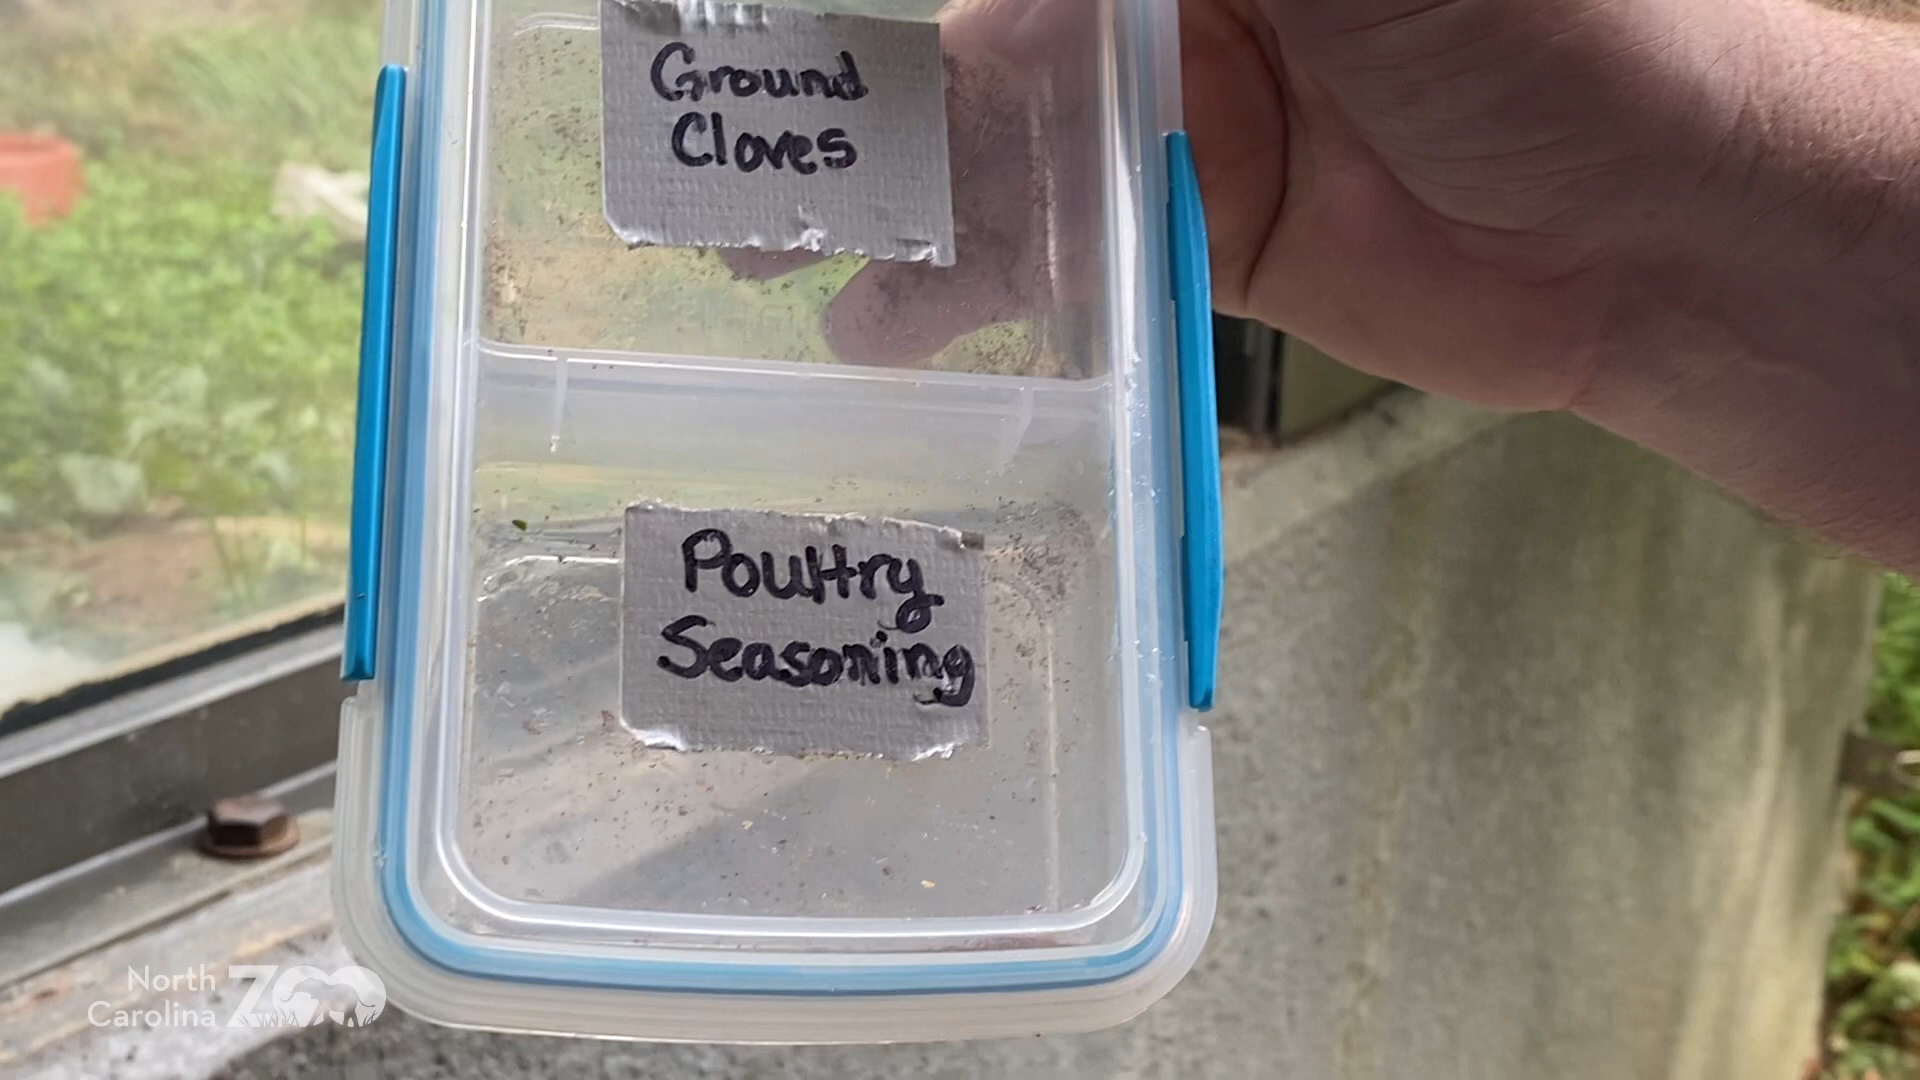 Ground
Cloves
Poultry
Seasoning
North
Carolina ZOO